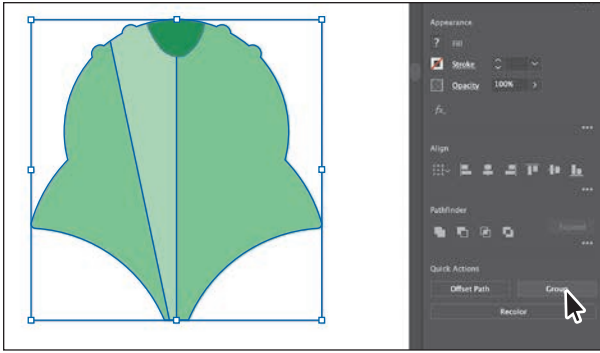 Appearance
? Fill
Stroke
Opacity 100%
fx.
Align
Pathfinder
Expand
Quick Actions
Offset Path Group
Recolor